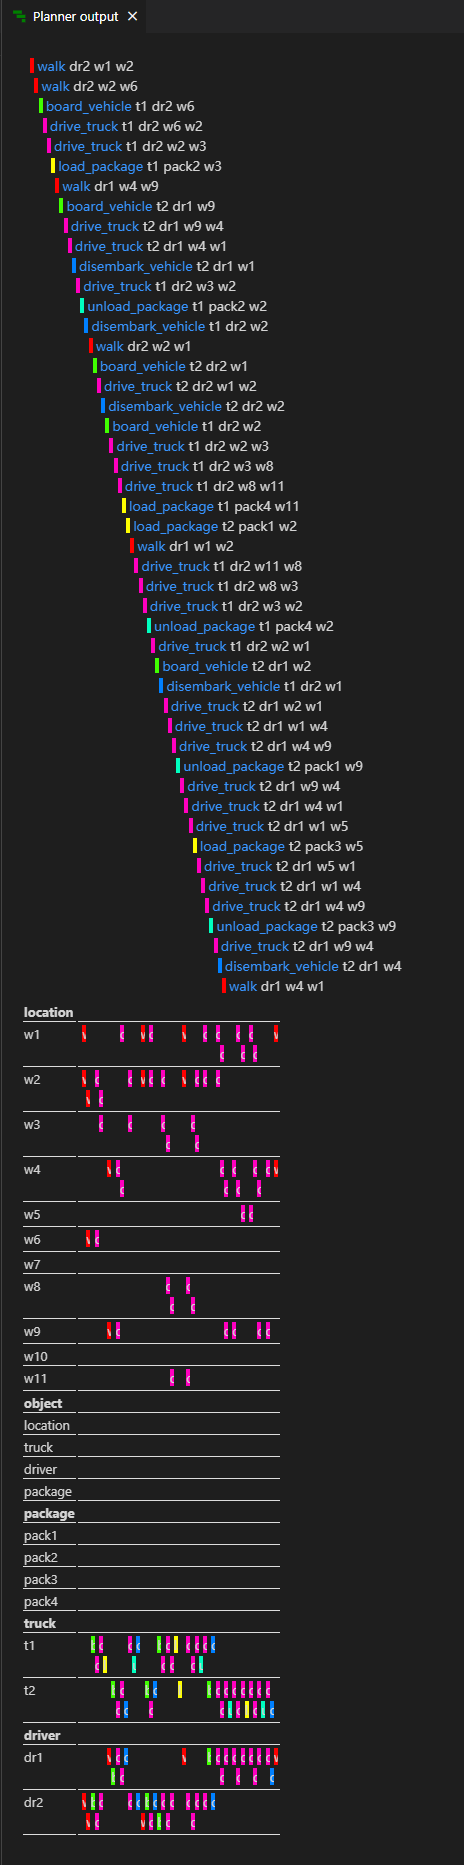 Planner output
walk dr2 w1 w2
walk dr2 w2 w6
board_vehicle t1 dr2 w6
drive_truck t1 dr2 w6 w2
drive_truck t1 dr2 w2 w3
load_package t1 pack2 w3
walk dr1 w4 w9
board_vehicle t2 dr1 w9
drive_truck t2 dr1 w9 w4
drive_truck t2 dr1 w4 w1
disembark_vehicle t2 dr1 w1
drive_truck t1 dr2 w3 w2
unload_package t1 pack2 w2
disembark_vehicle t1 dr2 w2
walk dr2 w2 w1
board_vehicle t2 dr2 w1
drive_truck t2 dr2 w1 w2
disembark_vehicle t2 dr2 w2
board_vehicle t1 dr2 w2
drive_truck t1 dr2 w2 w3
drive_truck t1 dr2 w3 w8
drive_truck t1 dr2 w8 w11
load_package t1 pack4 w11
load_package t2 pack1 w2
walk dr1 w1 w2
drive_truck t1 dr2 w11 w8
drive_truck t1 dr2 w8 w3
drive_truck t1 dr2 w3 w2
unload_package t1 pack4 w2
drive_truck t1 dr2 w2 w1
board_vehicle t2 dr1 w2
disembark_vehicle t1 dr2 w1
drive_truck t2 dr1 w2 w1
drive_truck t2 dr1 w1 w4
drive_truck t2 dr1 w4 w9
unload_package t2 pack1 w9
drive_truck t2 dr1 w9 w4
drive_truck t2 dr1 w4 w1
drive_truck t2 dr1 w1 w5
load_package t2 pack3 w5
drive_truck t2 dr1 w5 w1
drive_truck t2 dr1 w1 w4
drive_truck t2 dr1 w4 w9
unload_package t2 pack3 w9
drive_truck t2 dr1 w9 w4
disembark_vehicle t2 dr1 w4
walk dr1 w4 w1
location
w1
w2
w3
w4
w5
w6
w7
w8
w9
w10
w11
object
location
truck
driver
package
package
pack1
pack2
pack3
pack4
truck
t1
t2
driver
dr1
dr2